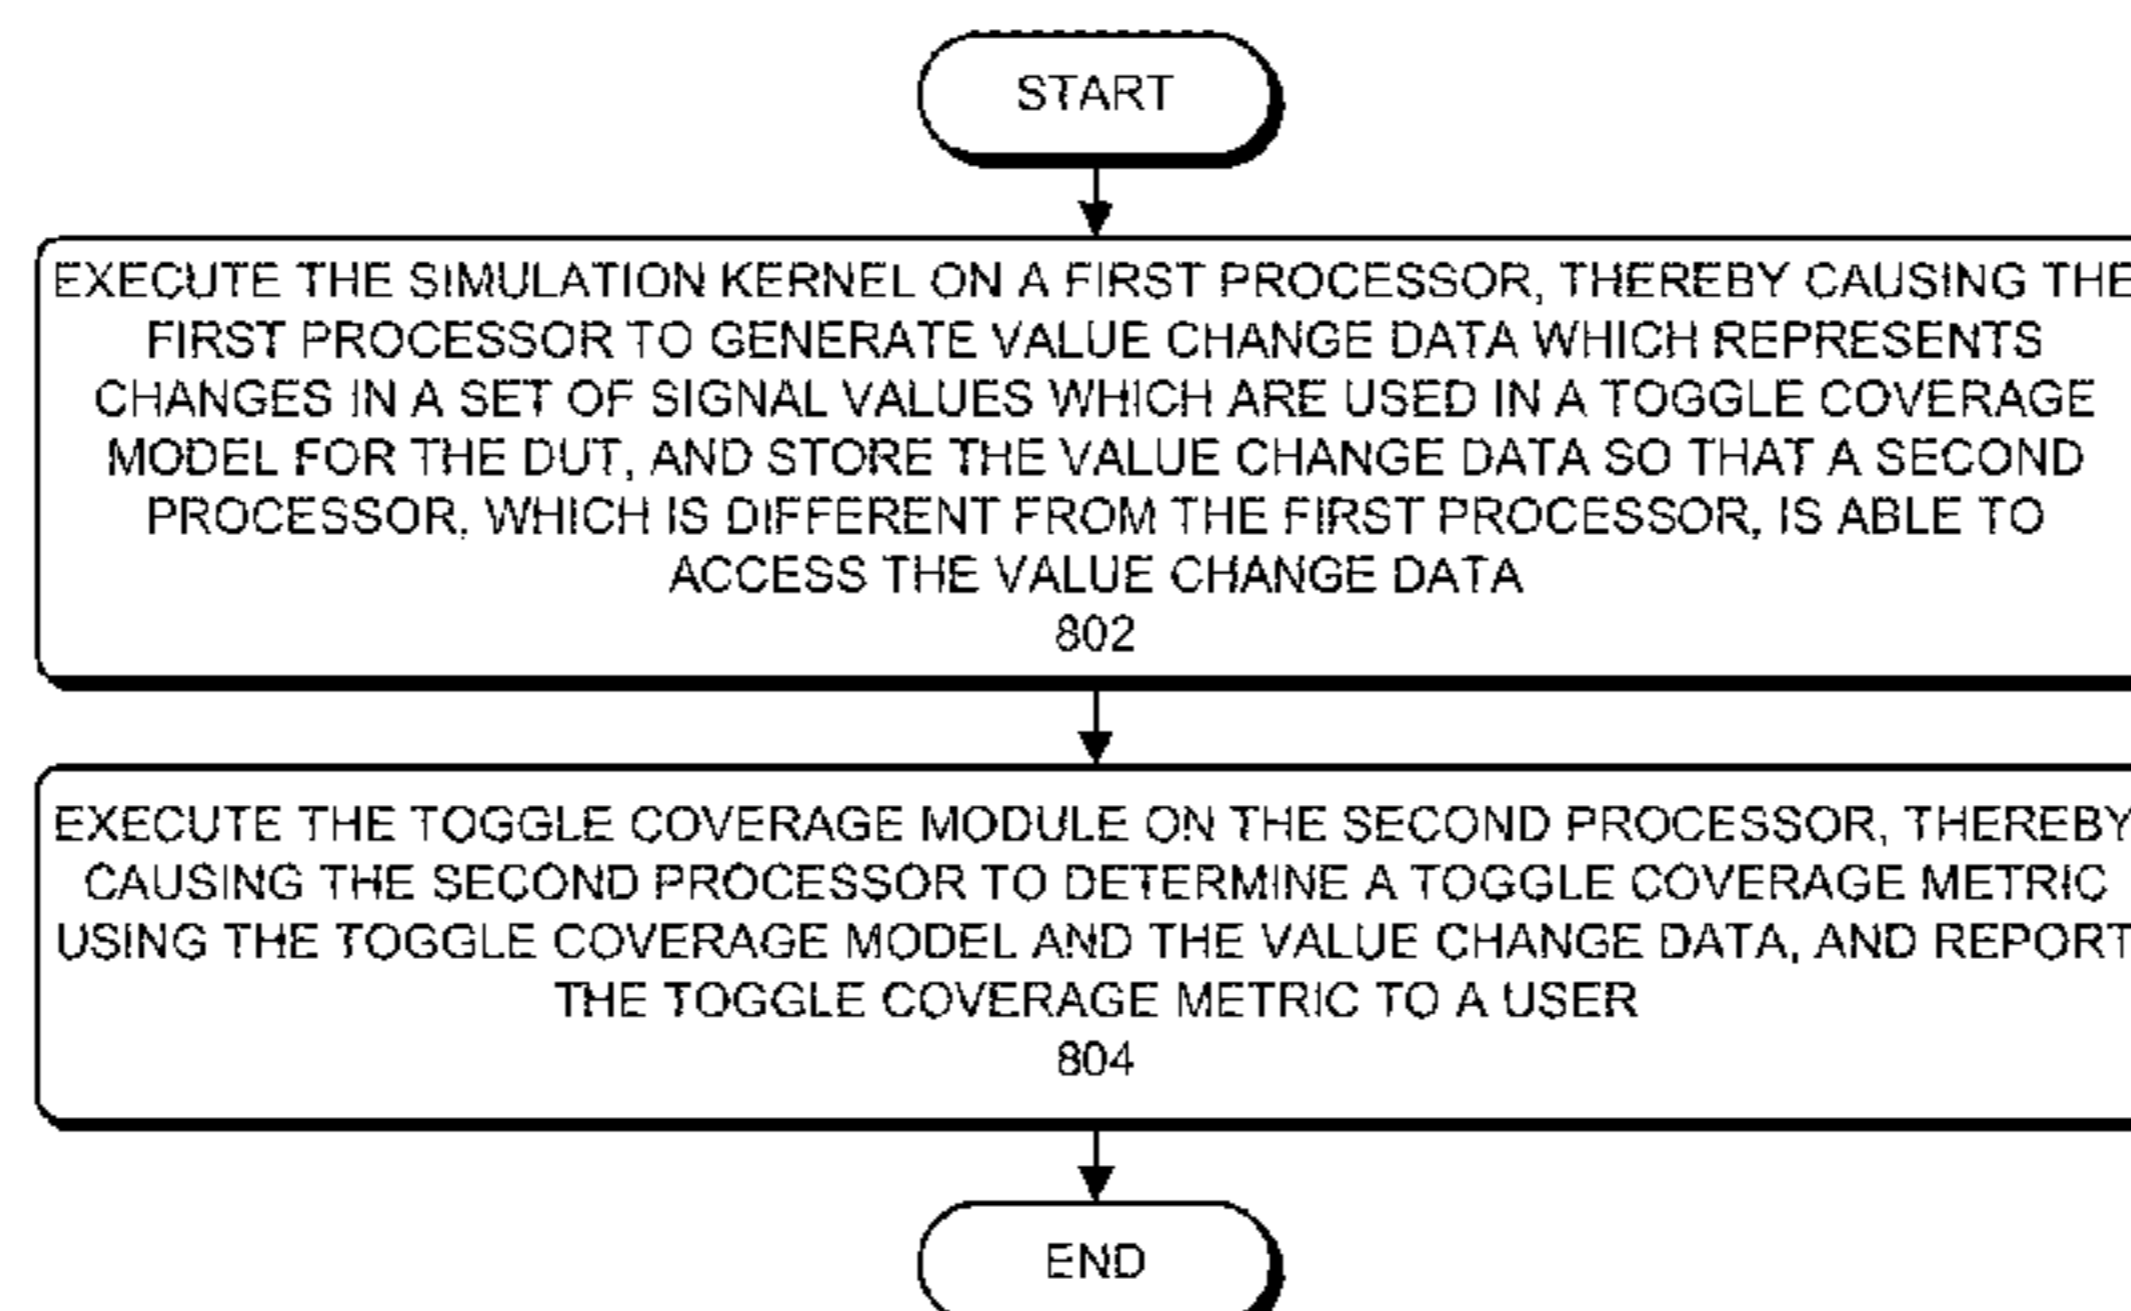 START
EXECUTE THE SIMULATION KERNEL ON A FIRST PROCESSOR, THEREBY CAUSING THE
FIRST PROCESSOR TO GENERATE VALUE CHANGE DATA WHICH REPRESENTS
CHANGES IN A SET OF SIGNAL VALUES WHICH ARE USED IN A TOGGLE COVERAGE
MODEL FOR THE DUT, AND STORE THE VALUE CHANGE DATA SO THAT A SECOND
PROCESSOR, WHICH IS DIFFERENT FROM THE FIRST PROCESSOR, IS ABLE TO
ACCESS THE VALUE CHANGE DATA
802
EXECUTE THE TOGGLE COVERAGE MODULE ON THE SECOND PROCESSOR, THEREBY
CAUSING THE SECOND PROCESSOR TO DETERMINE A TOGGLE COVERAGE METRIC
USING THE TOGGLE COVERAGE MODEL AND THE VALUE CHANGE DATA, AND REPORT
THE TOGGLE COVERAGE METRIC TO A USER
804
END